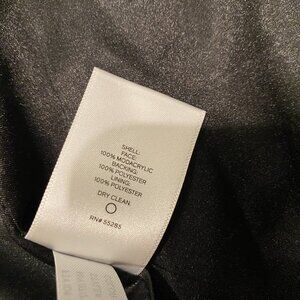 SHELL:
FACE:
100% MODACRYLIC
BACKING:
100% POLYESTER
LINING:
100% POLYESTER
DRY CLEAN
RN# 55285